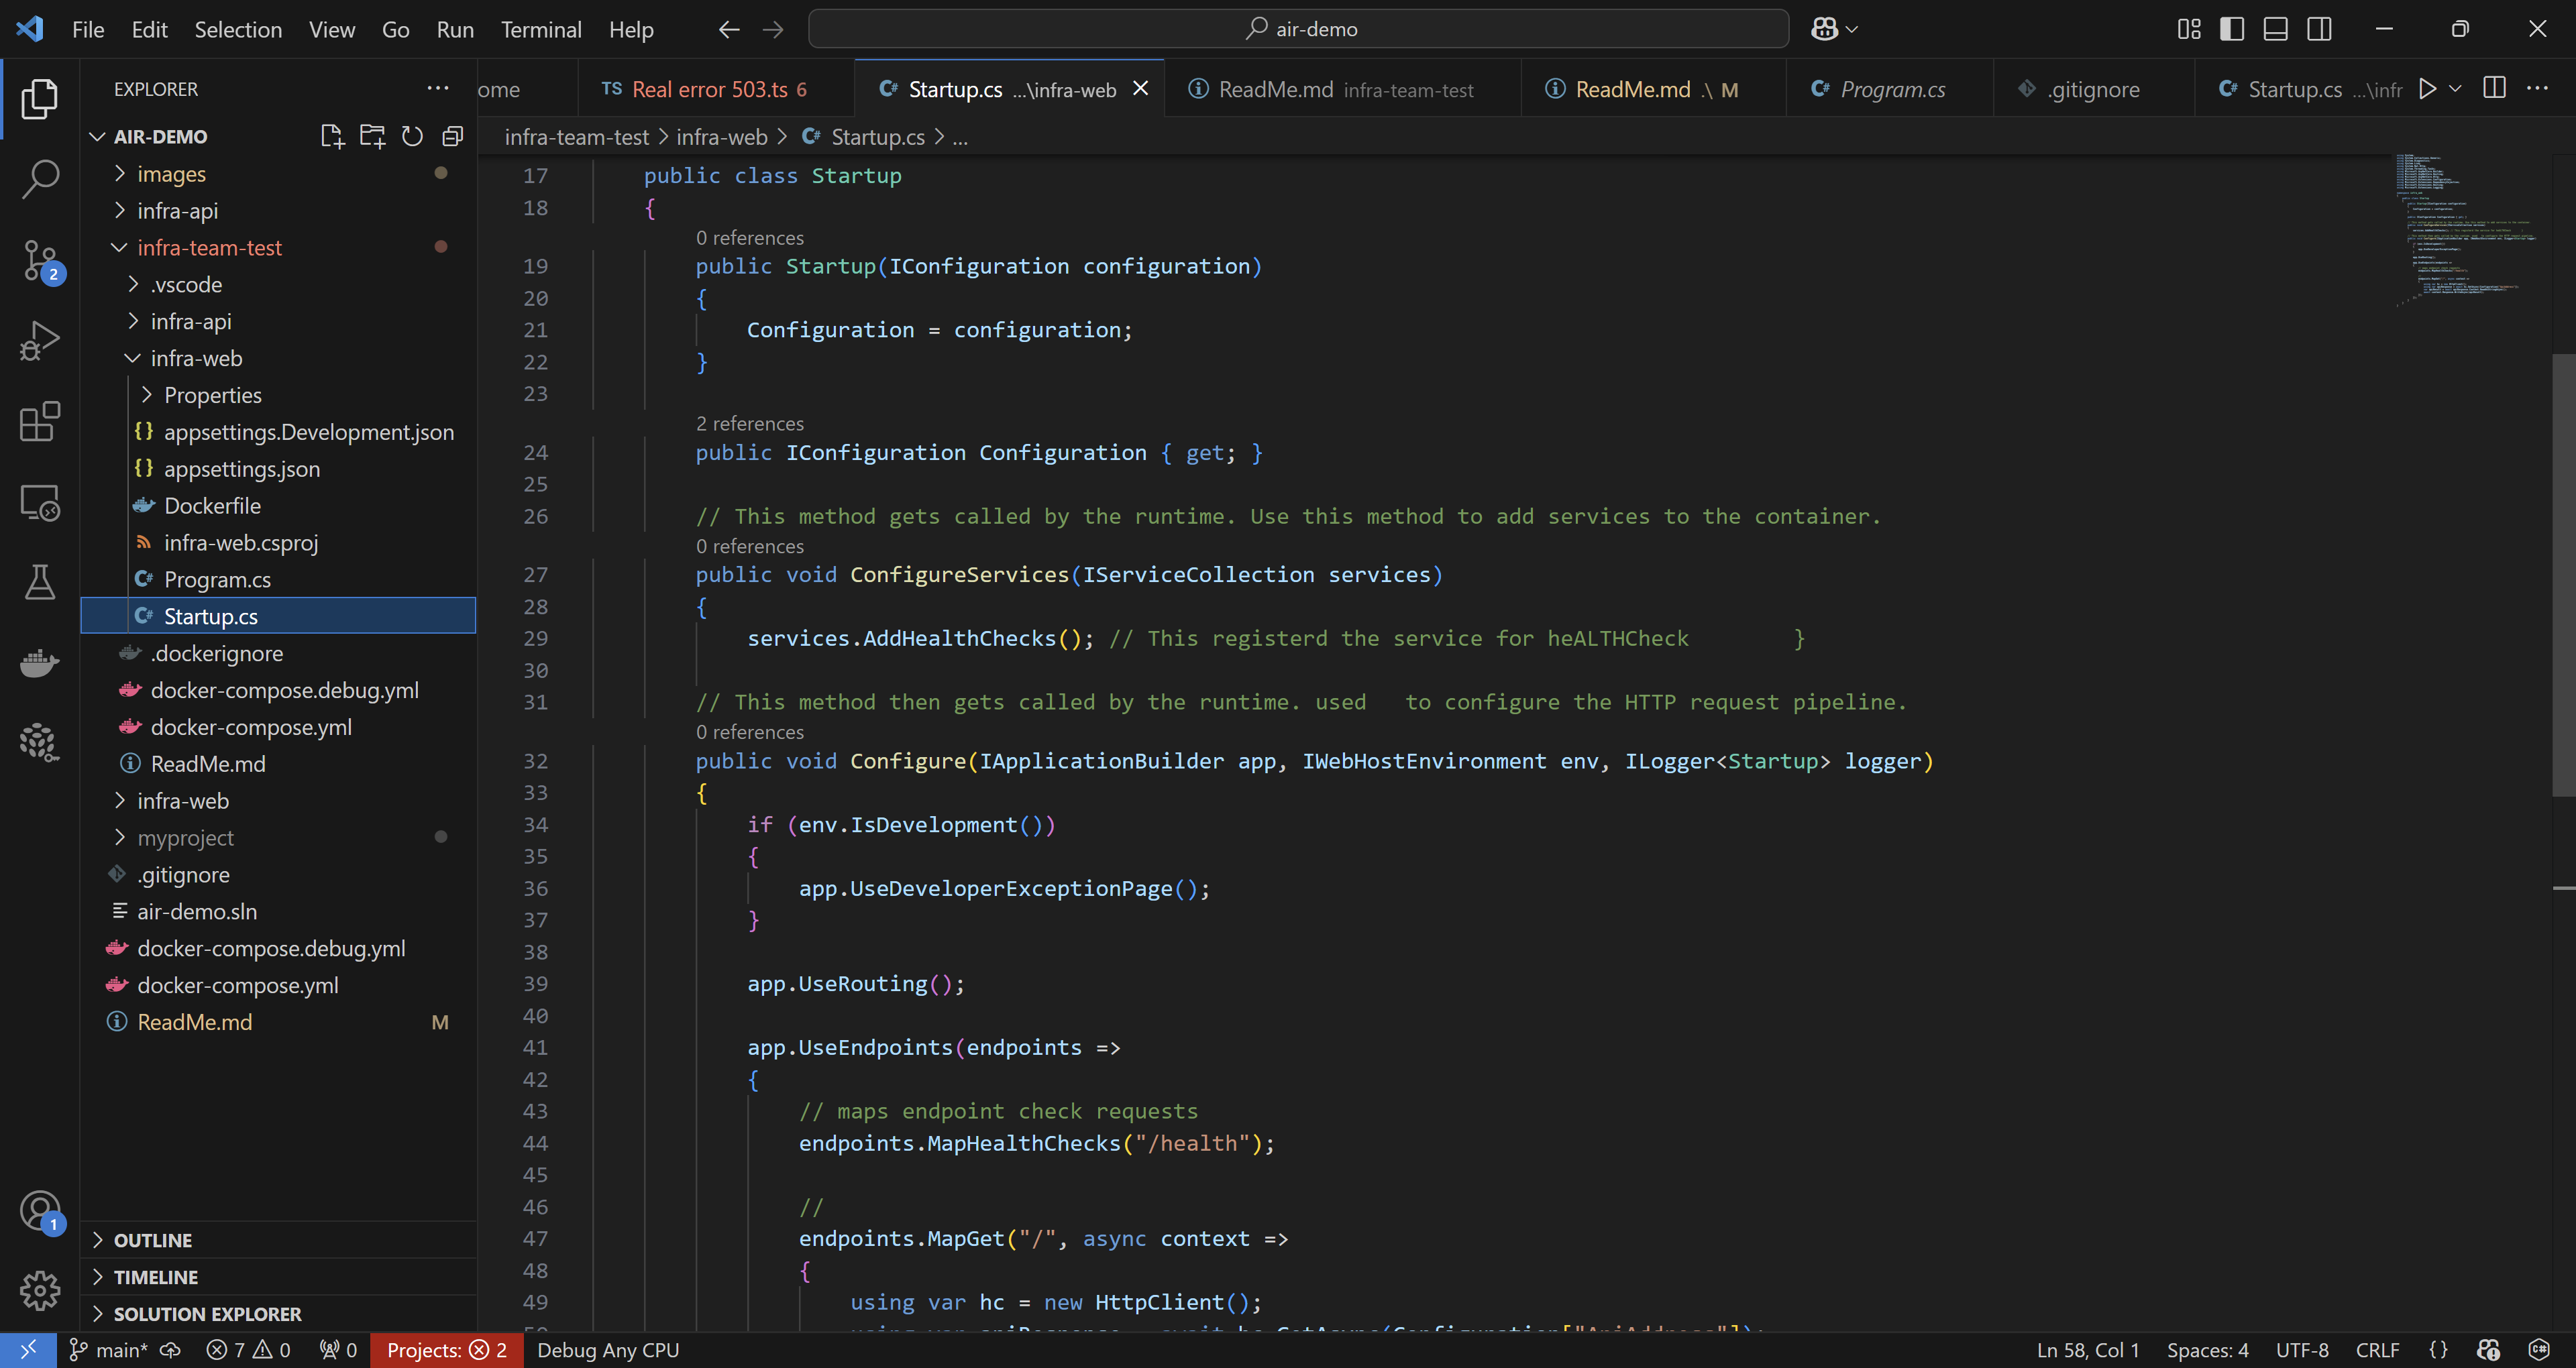 File Edit Selection View Go Run Terminal Help
air-demo
EXPLORER
ome
TS Real error 503.ts 6
C# Startup.cs ...\infra-web
ReadMe.md infra-team-test
ReadMe.md .\ M
C# Program.cs
.gitignore
C# Startup.cs ...\infr
infra-team-test > infra-web > C# Startup.cs > ...
AIR-DEMO
images
infra-api
infra-team-test
.vscode
infra-api
infra-web
Properties
{} appsettings.Development.json
{} appsettings.json
Dockerfile
infra-web.csproj
C# Program.cs
C# Startup.cs
.dockerignore
docker-compose.debug.yml
docker-compose.yml
ReadMe.md
infra-web
myproject
.gitignore
air-demo.sln
docker-compose.debug.yml
docker-compose.yml
ReadMe.md M
OUTLINE
TIMELINE
SOLUTION EXPLORER
2
1
17 public class Startup
18 {
0 references
19 public Startup(IConfiguration configuration)
20 {
21 Configuration = configuration;
22 }
23
2 references
24 public IConfiguration Configuration { get; }
25
26 // This method gets called by the runtime. Use this method to add services to the container.
0 references
27 public void ConfigureServices(IServiceCollection services)
28 {
29 services.AddHealthChecks(); // This registerd the service for heALTHCheck }
30
31 // This method then gets called by the runtime. used to configure the HTTP request pipeline.
0 references
32 public void Configure(IApplicationBuilder app, IWebHostEnvironment env, ILogger<Startup> logger)
33 {
34 if (env.IsDevelopment())
35 {
36 app.UseDeveloperExceptionPage();
37 }
38
39 app.UseRouting();
40
41 app.UseEndpoints(endpoints =>
42 {
43 // maps endpoint check requests
44 endpoints.MapHealthChecks("/health");
45
46 //
47 endpoints.MapGet("/", async context =>
48 {
49 using var hc = new HttpClient();
main* 7 0 0 Projects: 2 Debug Any CPU
Ln 58, Col 1 Spaces: 4 UTF-8 CRLF {} C#